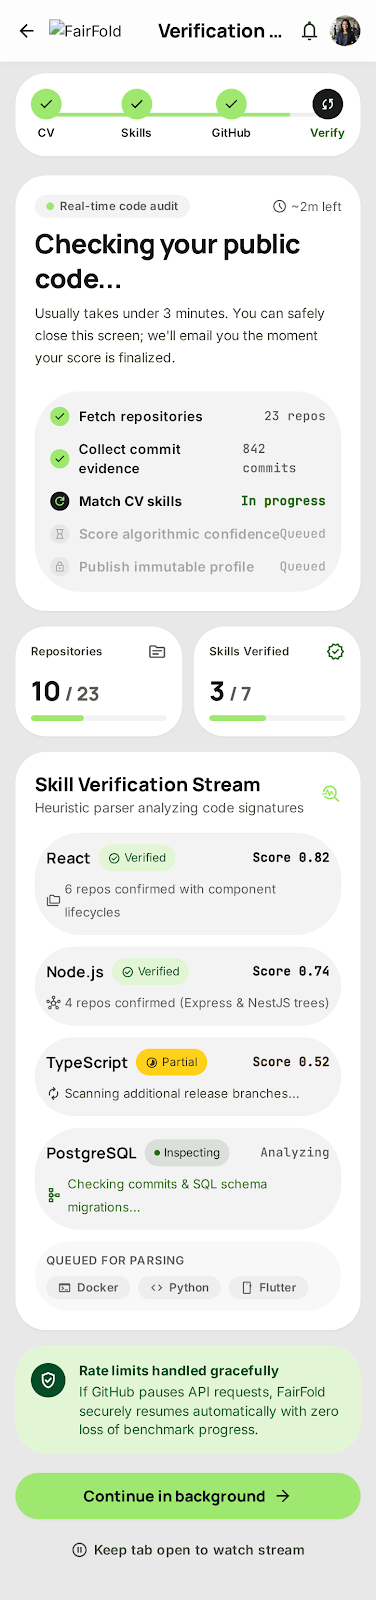 FairFold
Verification ...
CV
Skills
GitHub
Verify
Real-time code audit
~2m left
Checking your public
code...
Usually takes under 3 minutes. You can safely
close this screen; we'll email you the moment
your score is finalized.
Fetch repositories
23 repos
Collect commit
evidence
842
commits
Match CV skills
In progress
Score algorithmic confidence
Queued
Publish immutable profile
Queued
Repositories
10 / 23
Skills Verified
3 / 7
Skill Verification Stream
Heuristic parser analyzing code signatures
React
Verified
Score 0.82
6 repos confirmed with component
lifecycles
Node.js
Verified
Score 0.74
4 repos confirmed (Express & NestJS trees)
TypeScript
Partial
Score 0.52
Scanning additional release branches...
PostgreSQL
Inspecting
Analyzing
Checking commits & SQL schema
migrations...
QUEUED FOR PARSING
Docker
Python
Flutter
Rate limits handled gracefully
If GitHub pauses API requests, FairFold
securely resumes automatically with zero
loss of benchmark progress.
Continue in background
Keep tab open to watch stream